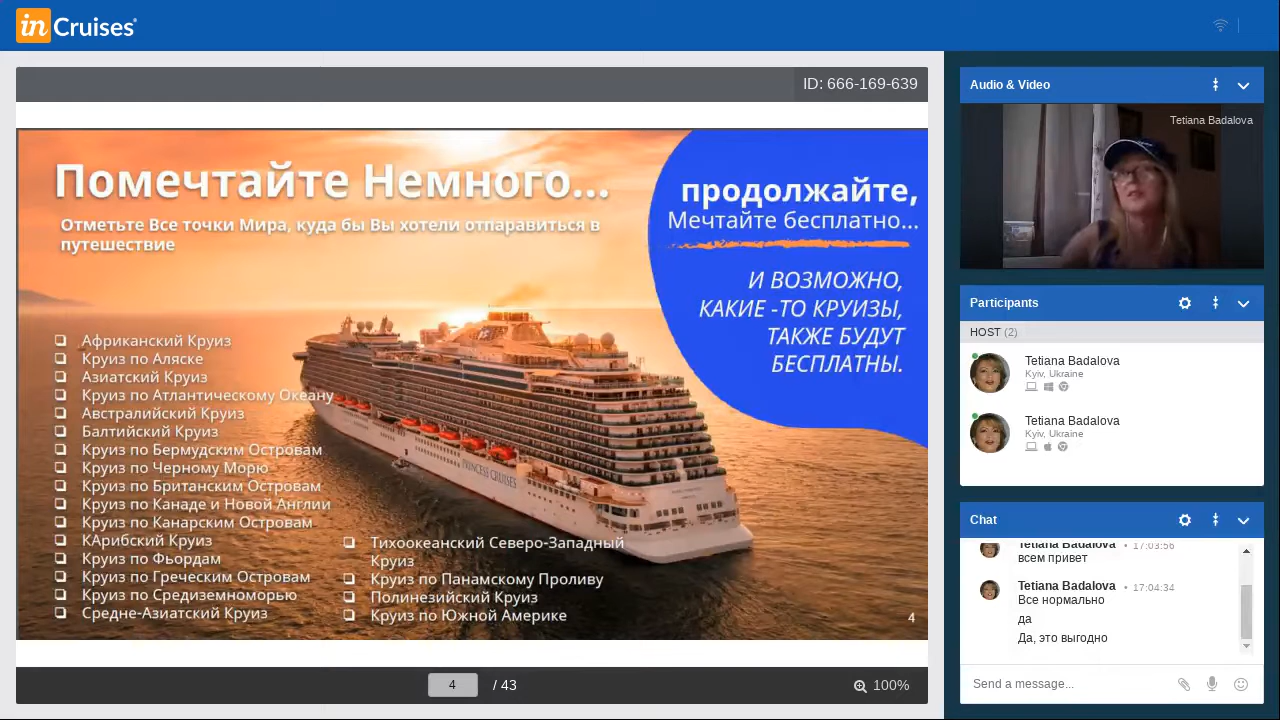 in Cruises®
ID: 666-169-639
Помечтайте Немного...
Отметьте Все точки Мира, куда бы Вы хотели отпаравиться в
путешествие
продолжайте,
Мечтайте бесплатно...
И ВОЗМОЖНО,
КАКИЕ -ТО КРУИЗЫ,
ТАКЖЕ БУДУТ
БЕСПЛАТНЫ.
Африканский Круиз
Круиз по Аляске
Азиатский Круиз
Круиз по Атлантическому Океану
Австралийский Круиз
Балтийский Круиз
Круиз по Бермудским Островам
Круиз по Черному Морю
Круиз по Британским Островам
Круиз по Канаде и Новой Англии
Круиз по Канарским Островам
КАрибский Круиз
Круиз по Фьордам
Круиз по Греческим Островам
Круиз по Средиземноморью
Средне-Азиатский Круиз
Тихоокеанский Северо-Западный
Круиз
Круиз по Панамскому Проливу
Полинезийский Круиз
Круиз по Южной Америке
PRINCESS CRUISES
4
4 / 43
100%
Audio & Video
Tetiana Badalova
Participants
HOST (2)
Tetiana Badalova
Kyiv, Ukraine
Tetiana Badalova
Kyiv, Ukraine
Chat
Tetiana Badalova • 17:03:56
всем привет
Tetiana Badalova • 17:04:34
Все нормально
да
Да, это выгодно
Send a message...